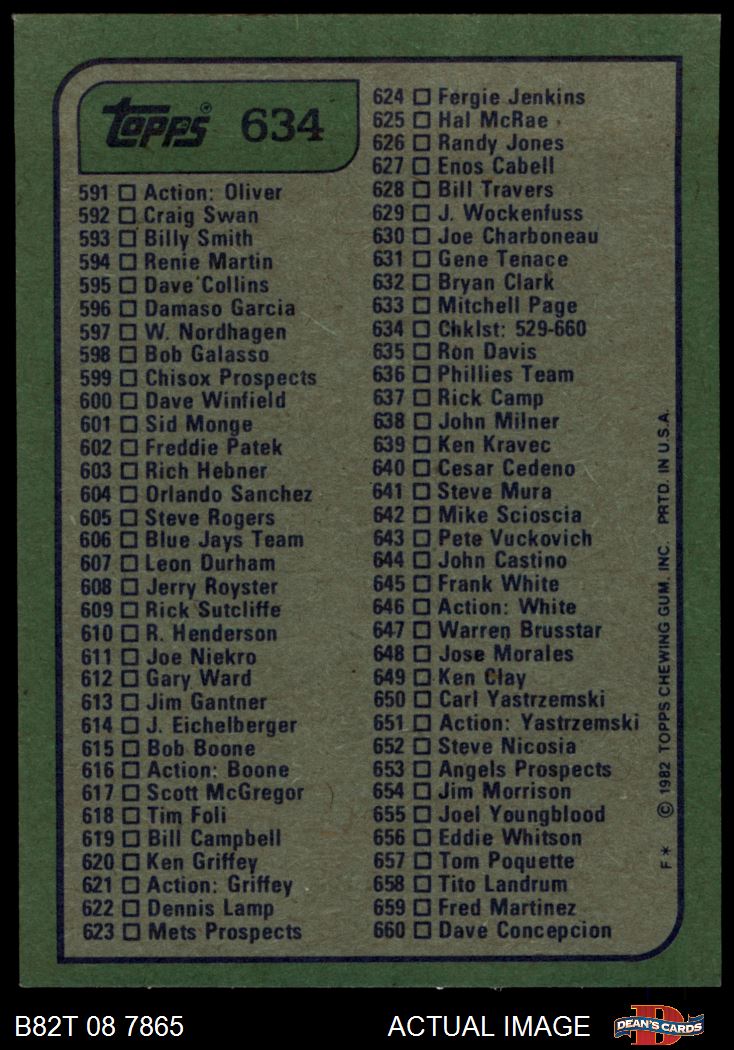 Topps® 634
591 Action: Oliver
592 Craig Swan
593 Billy Smith
594 Renie Martin
595 Dave Collins
596 Damaso Garcia
597 W. Nordhagen
598 Bob Galasso
599 Chisox Prospects
600 Dave Winfield
601 Sid Monge
602 Freddie Patek
603 Rich Hebner
604 Orlando Sanchez
605 Steve Rogers
606 Blue Jays Team
607 Leon Durham
608 Jerry Royster
609 Rick Sutcliffe
610 R. Henderson
611 Joe Niekro
612 Gary Ward
613 Jim Gantner
614 J. Eichelberger
615 Bob Boone
616 Action: Boone
617 Scott McGregor
618 Tim Foli
619 Bill Campbell
620 Ken Griffey
621 Action: Griffey
622 Dennis Lamp
623 Mets Prospects
624 Fergie Jenkins
625 Hal McRae
626 Randy Jones
627 Enos Cabell
628 Bill Travers
629 J. Wockenfuss
630 Joe Charboneau
631 Gene Tenace
632 Bryan Clark
633 Mitchell Page
634 Chklst: 529-660
635 Ron Davis
636 Phillies Team
637 Rick Camp
638 John Milner
639 Ken Kravec
640 Cesar Cedeno
641 Steve Mura
642 Mike Scioscia
643 Pete Vuckovich
644 John Castino
645 Frank White
646 Action: White
647 Warren Brusstar
648 Jose Morales
649 Ken Clay
650 Carl Yastrzemski
651 Action: Yastrzemski
652 Steve Nicosia
653 Angels Prospects
654 Jim Morrison
655 Joel Youngblood
656 Eddie Whitson
657 Tom Poquette
658 Tito Landrum
659 Fred Martinez
660 Dave Concepcion
F* © 1982 TOPPS CHEWING GUM, INC. PRTD. IN U.S.A.
B82T 08 7865 ACTUAL IMAGE D DEAN'S CARDS